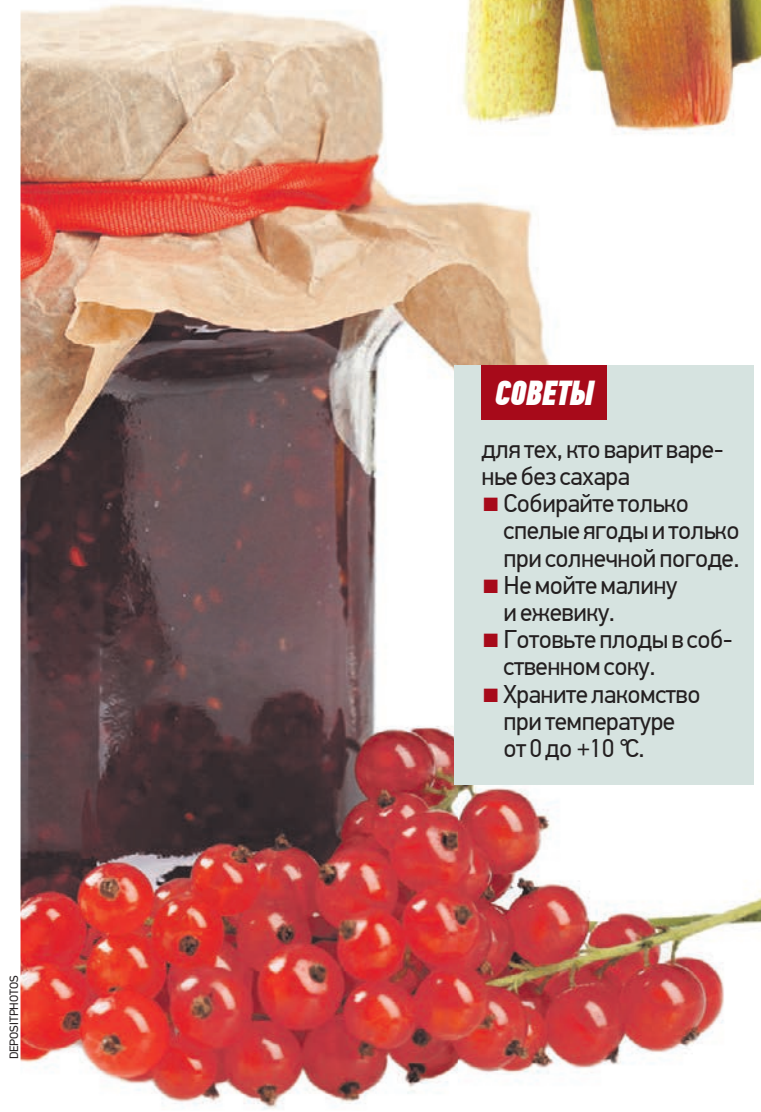 СОВЕТЫ
для тех, кто варит варе-
нье без сахара
■ Собирайте только
спелые ягоды и только
при солнечной погоде.
■ Не мойте малину
и ежевику.
■ Готовьте плоды в соб-
ственном соку.
■ Храните лакомство
при температуре
от 0 до +10 °С.
DEPOSITPHOTOS